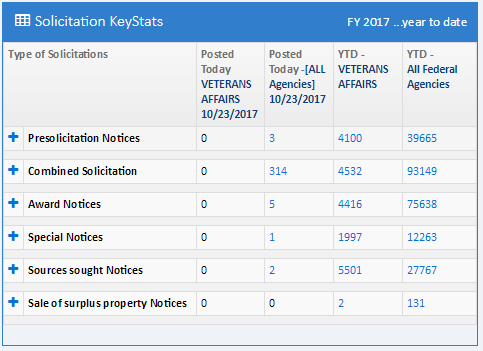 Solicitation KeyStats FY 2017 ...year to date
Type of Solicitations Posted Today VETERANS AFFAIRS 10/23/2017 Posted Today -[ALL Agencies] 10/23/2017 YTD - VETERANS AFFAIRS YTD - All Federal Agencies
+ Presolicitation Notices 0 3 4100 39665
+ Combined Solicitation 0 314 4532 93149
+ Award Notices 0 5 4416 75638
+ Special Notices 0 1 1997 12263
+ Sources sought Notices 0 2 5501 27767
+ Sale of surplus property Notices 0 0 2 131